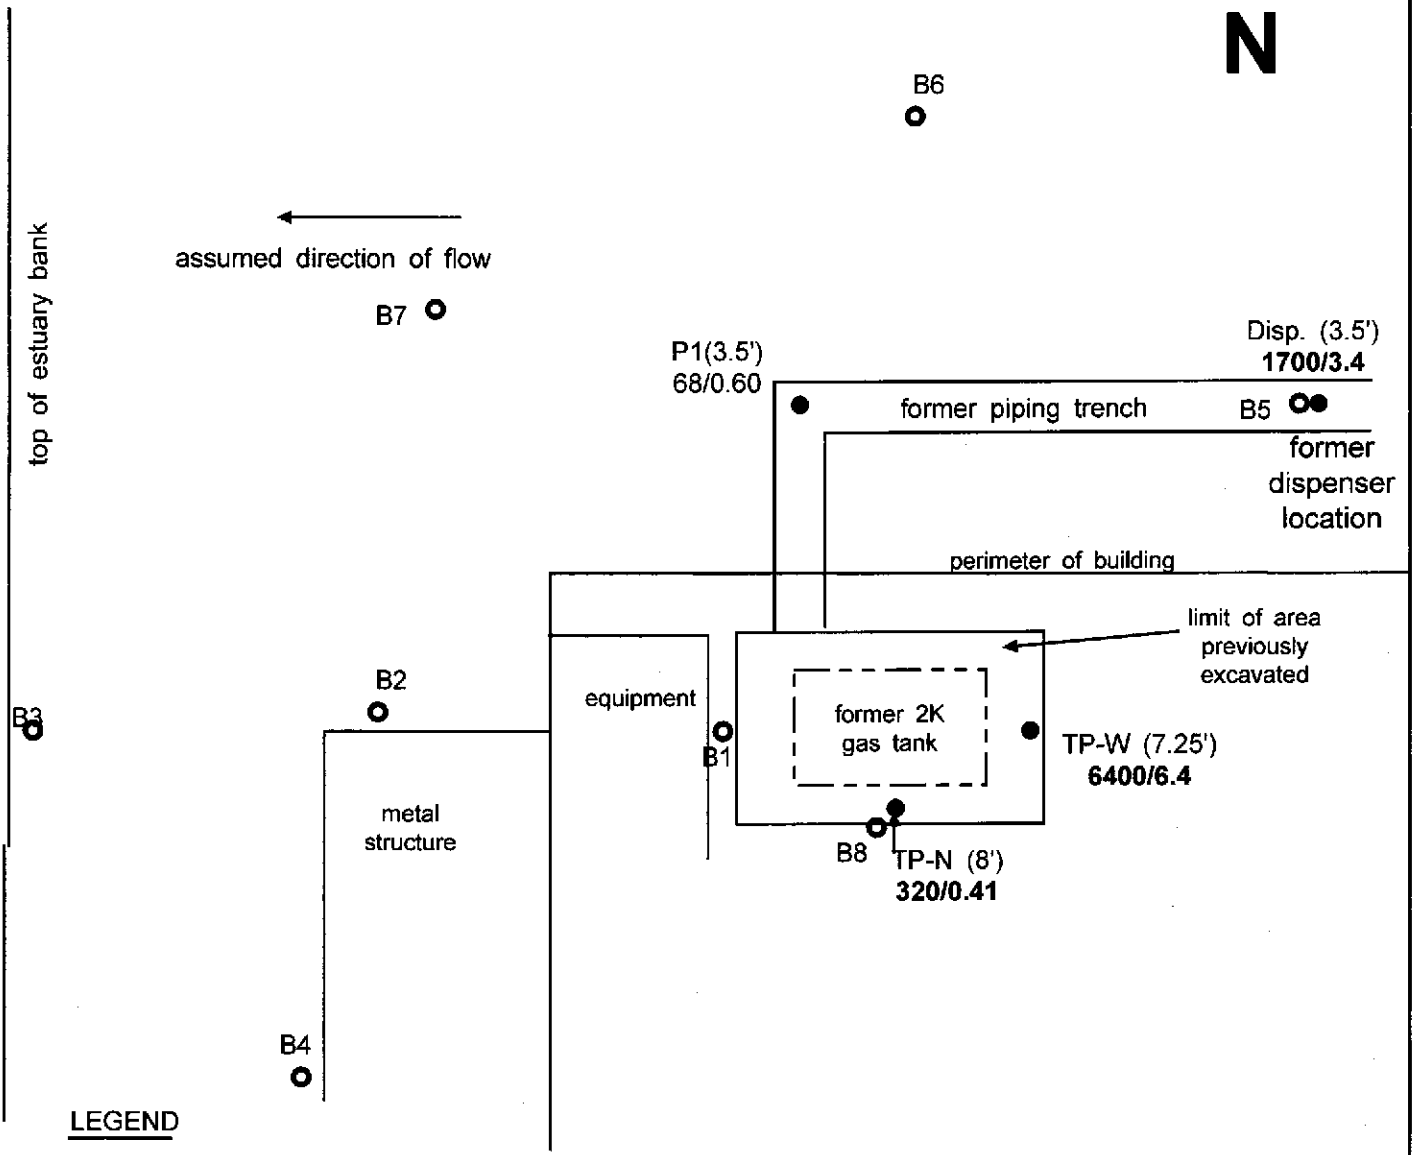 N
B6
top of estuary bank
assumed direction of flow
B7
P1(3.5')
68/0.60
Disp. (3.5')
1700/3.4
former piping trench
B5
former
dispenser
location
perimeter of building
limit of area
previously
excavated
B2
B3
equipment
former 2K
gas tank
B1
TP-W (7.25')
6400/6.4
metal
structure
B8
TP-N (8')
320/0.41
B4
LEGEND